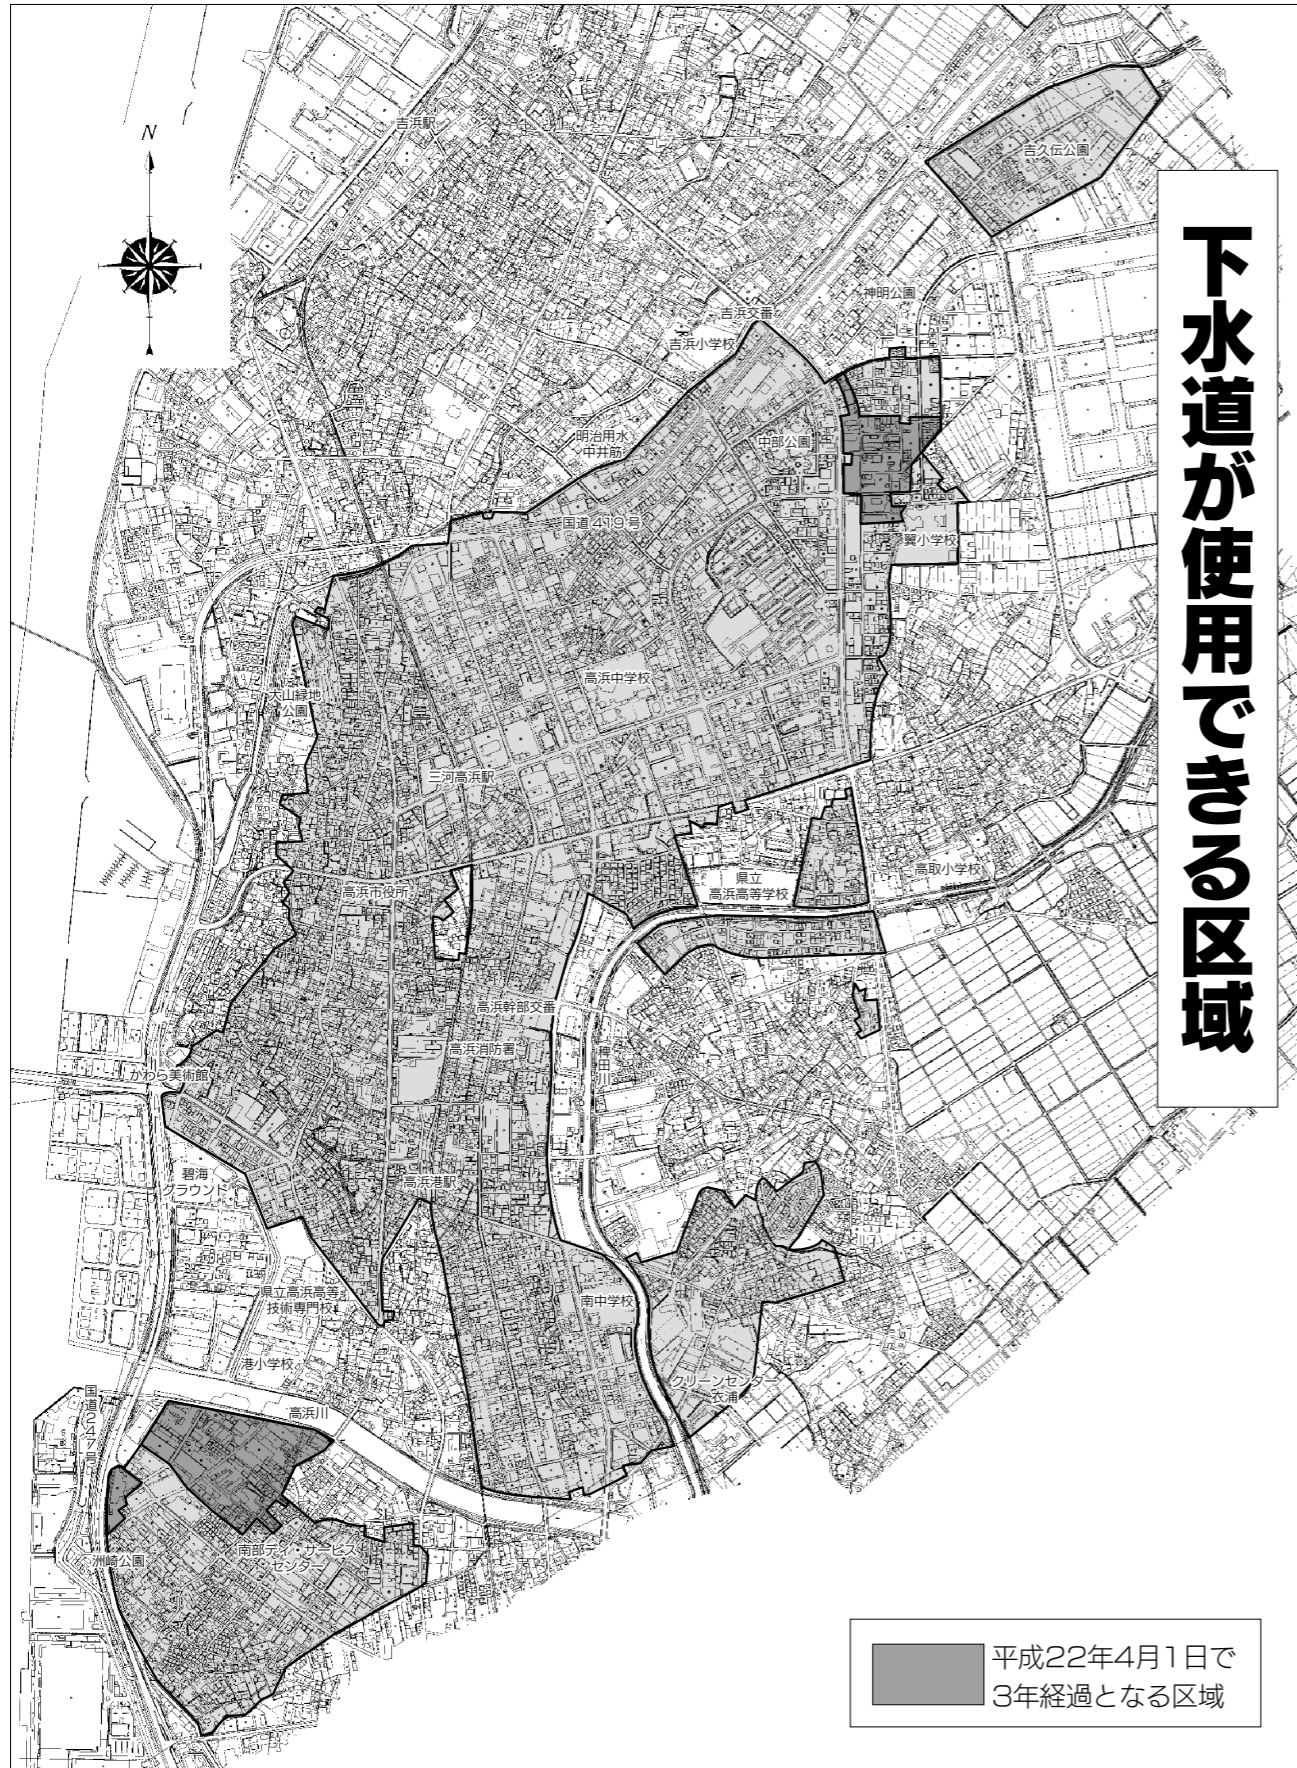 下水道が使用できる区域
N
吉浜駅
吉久伝公園
神明公園
吉浜交番
吉浜小学校
明治用水
中井筋
中部公園
国道419号
翼小学校
大山緑地
公園
高浜中学校
三河高浜駅
県立
高浜高等学校
高取小学校
高浜市役所
高浜幹部交番
高浜消防署
稗田川
かわら美術館
碧海
グラウンド
高浜港駅
県立高浜高等
技術専門校
南中学校
港小学校
クリーンセンター
衣浦
国道247号
高浜川
洲崎公園
南部デイ・サービス
センター
平成22年4月1日で
3年経過となる区域